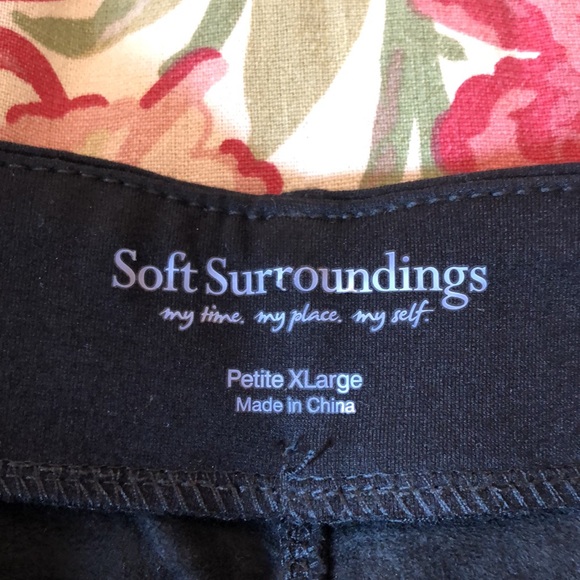 Soft Surroundings
my time. my place. my self.
Petite XLarge
Made in China